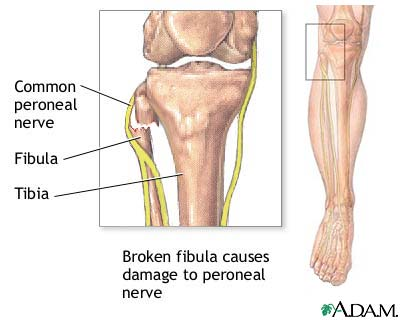 Common
peroneal
nerve
Fibula
Tibia
Broken fibula causes
damage to peroneal
nerve
A.D.A.M.